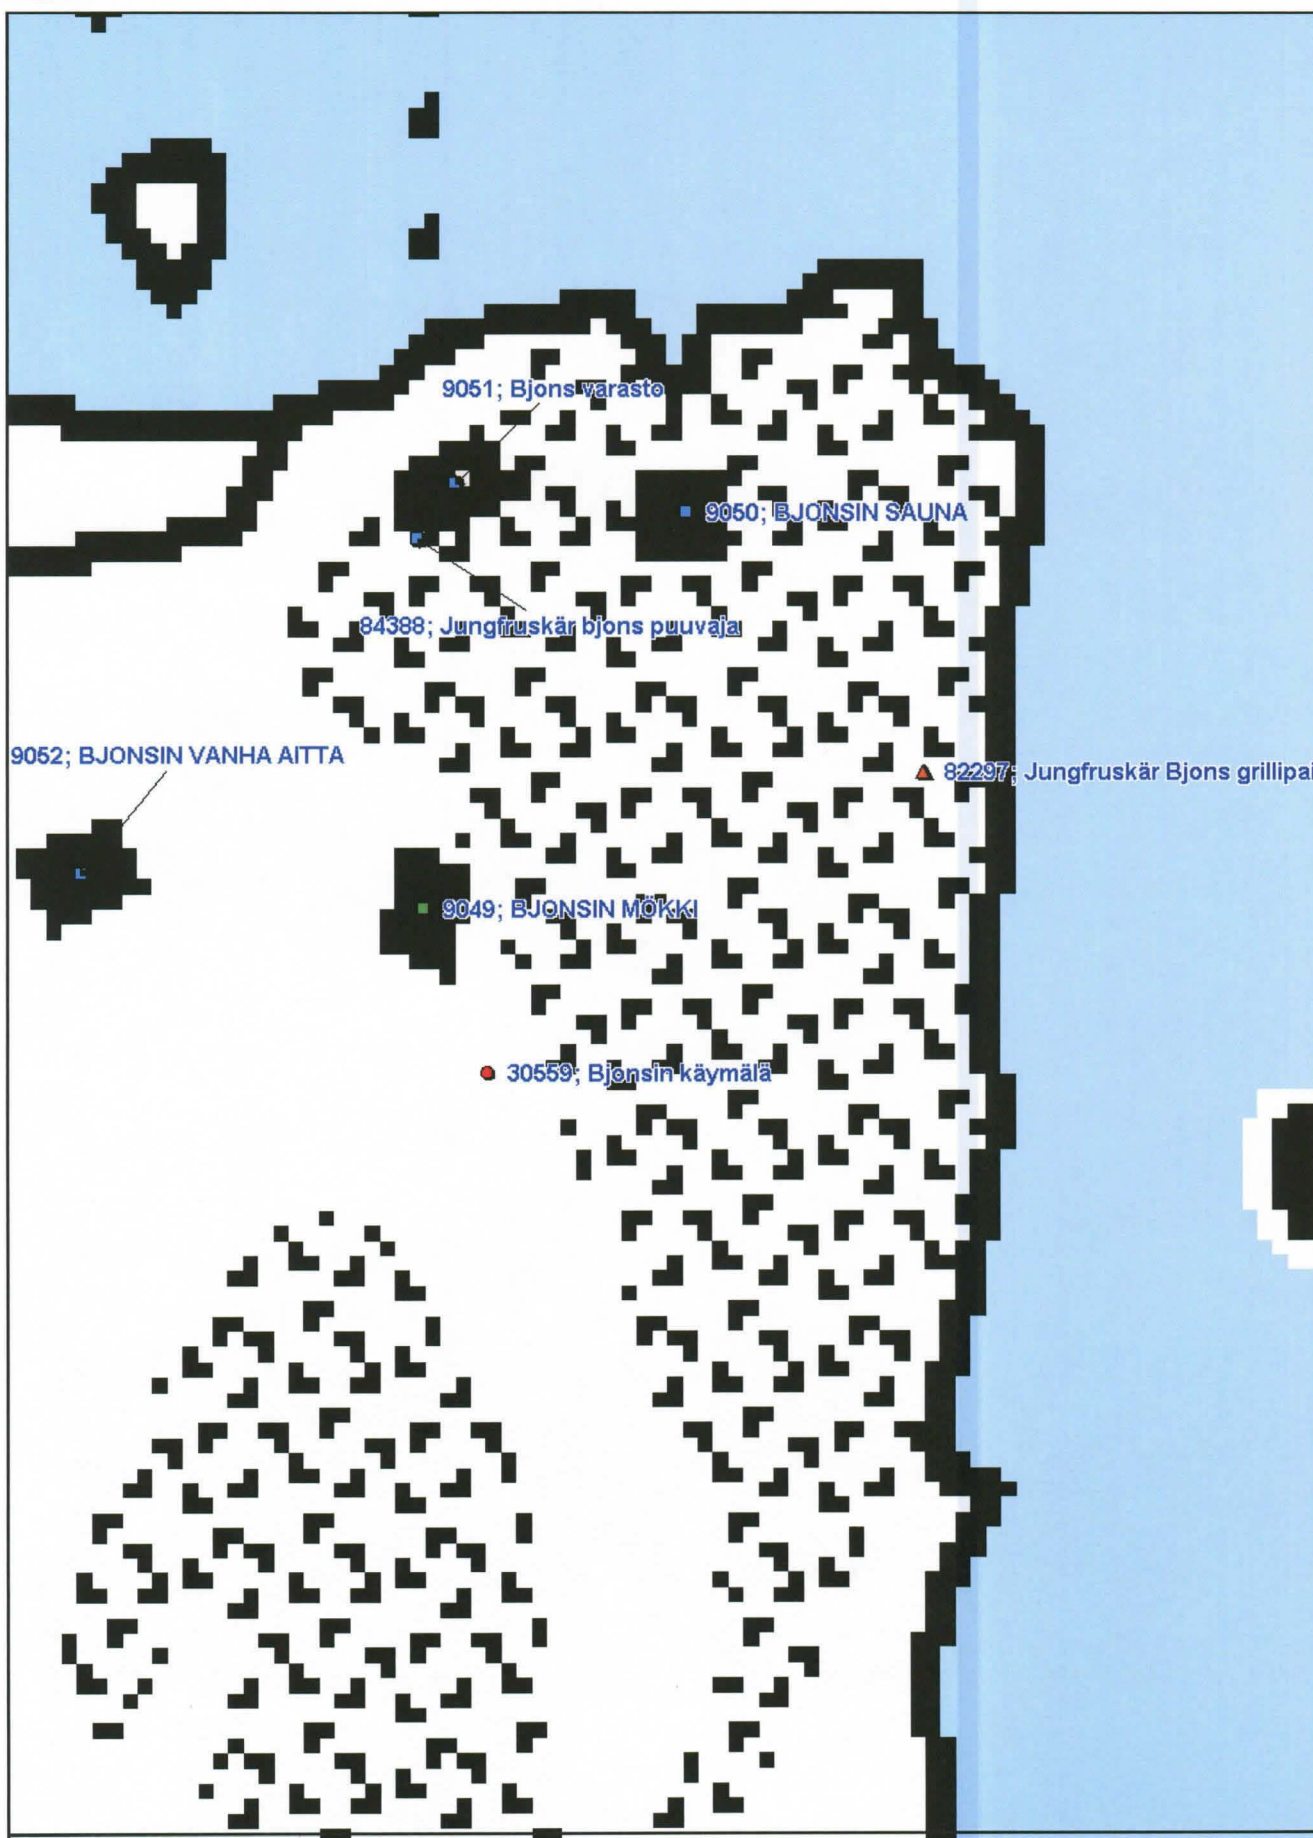 9051; Bjons varasto
9050; BJONSIN SAUNA
84388; Jungfruskär bjons puuvaja
9052; BJONSIN VANHA AITTA
82297; Jungfruskär Bjons grillipai
9049; BJONSIN MÖKKI
30559; Bjonsin käymälä